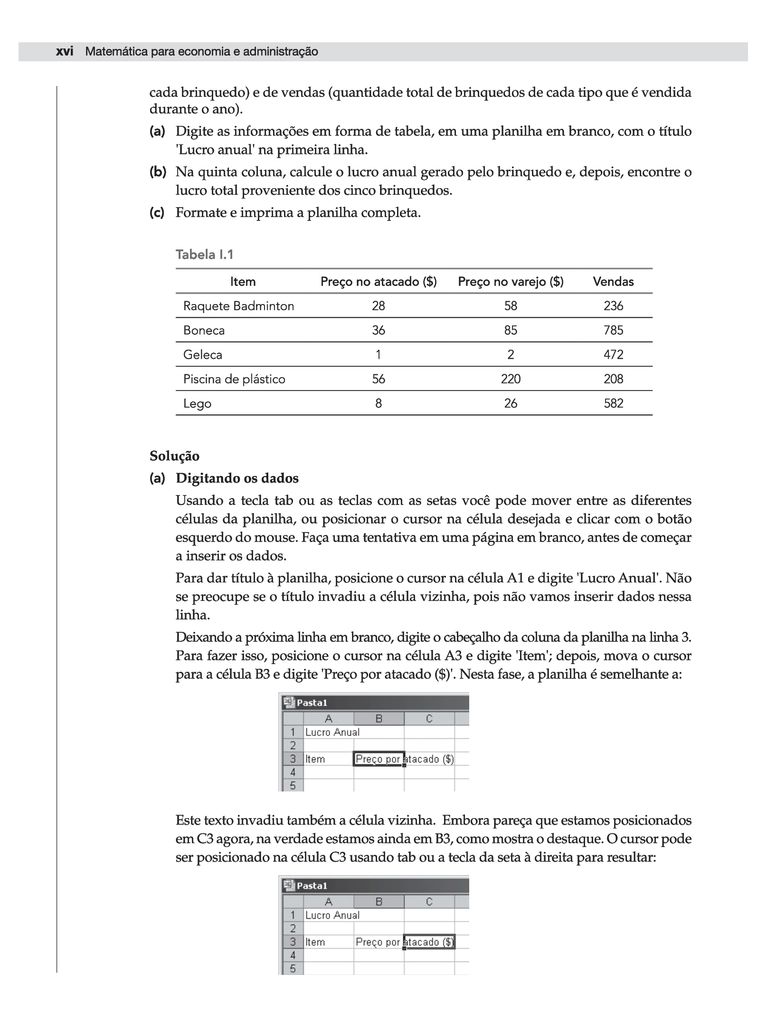 xvi Matemática para economia e administração
cada brinquedo) e de vendas (quantidade total de brinquedos de cada tipo que é vendida
durante o ano).
(a) Digite as informações em forma de tabela, em uma planilha em branco, com o título
'Lucro anual' na primeira linha.
(b) Na quinta coluna, calcule o lucro anual gerado pelo brinquedo e, depois, encontre o
lucro total proveniente dos cinco brinquedos.
(c) Formate e imprima a planilha completa.
Tabela I.1
Item Preço no atacado ($) Preço no varejo ($) Vendas
Raquete Badminton 28 58 236
Boneca 36 85 785
Geleca 1 2 472
Piscina de plástico 56 220 208
Lego 8 26 582
Solução
(a) Digitando os dados
Usando a tecla tab ou as teclas com as setas você pode mover entre as diferentes
células da planilha, ou posicionar o cursor na célula desejada e clicar com o botão
esquerdo do mouse. Faça uma tentativa em uma página em branco, antes de começar
a inserir os dados.
Para dar título à planilha, posicione o cursor na célula A1 e digite 'Lucro Anual'. Não
se preocupe se o título invadiu a célula vizinha, pois não vamos inserir dados nessa
linha.
Deixando a próxima linha em branco, digite o cabeçalho da coluna da planilha na linha 3.
Para fazer isso, posicione o cursor na célula A3 e digite 'Item'; depois, mova o cursor
para a célula B3 e digite 'Preço por atacado ($)'. Nesta fase, a planilha é semelhante a:
Pasta1
A B C
1 Lucro Anual
2
3 Item Preço por atacado ($)
4
5
Este texto invadiu também a célula vizinha. Embora pareça que estamos posicionados
em C3 agora, na verdade estamos ainda em B3, como mostra o destaque. O cursor pode
ser posicionado na célula C3 usando tab ou a tecla da seta à direita para resultar:
Pasta1
A B C
1 Lucro Anual
2
3 Item Preço por atacado ($)
4
5